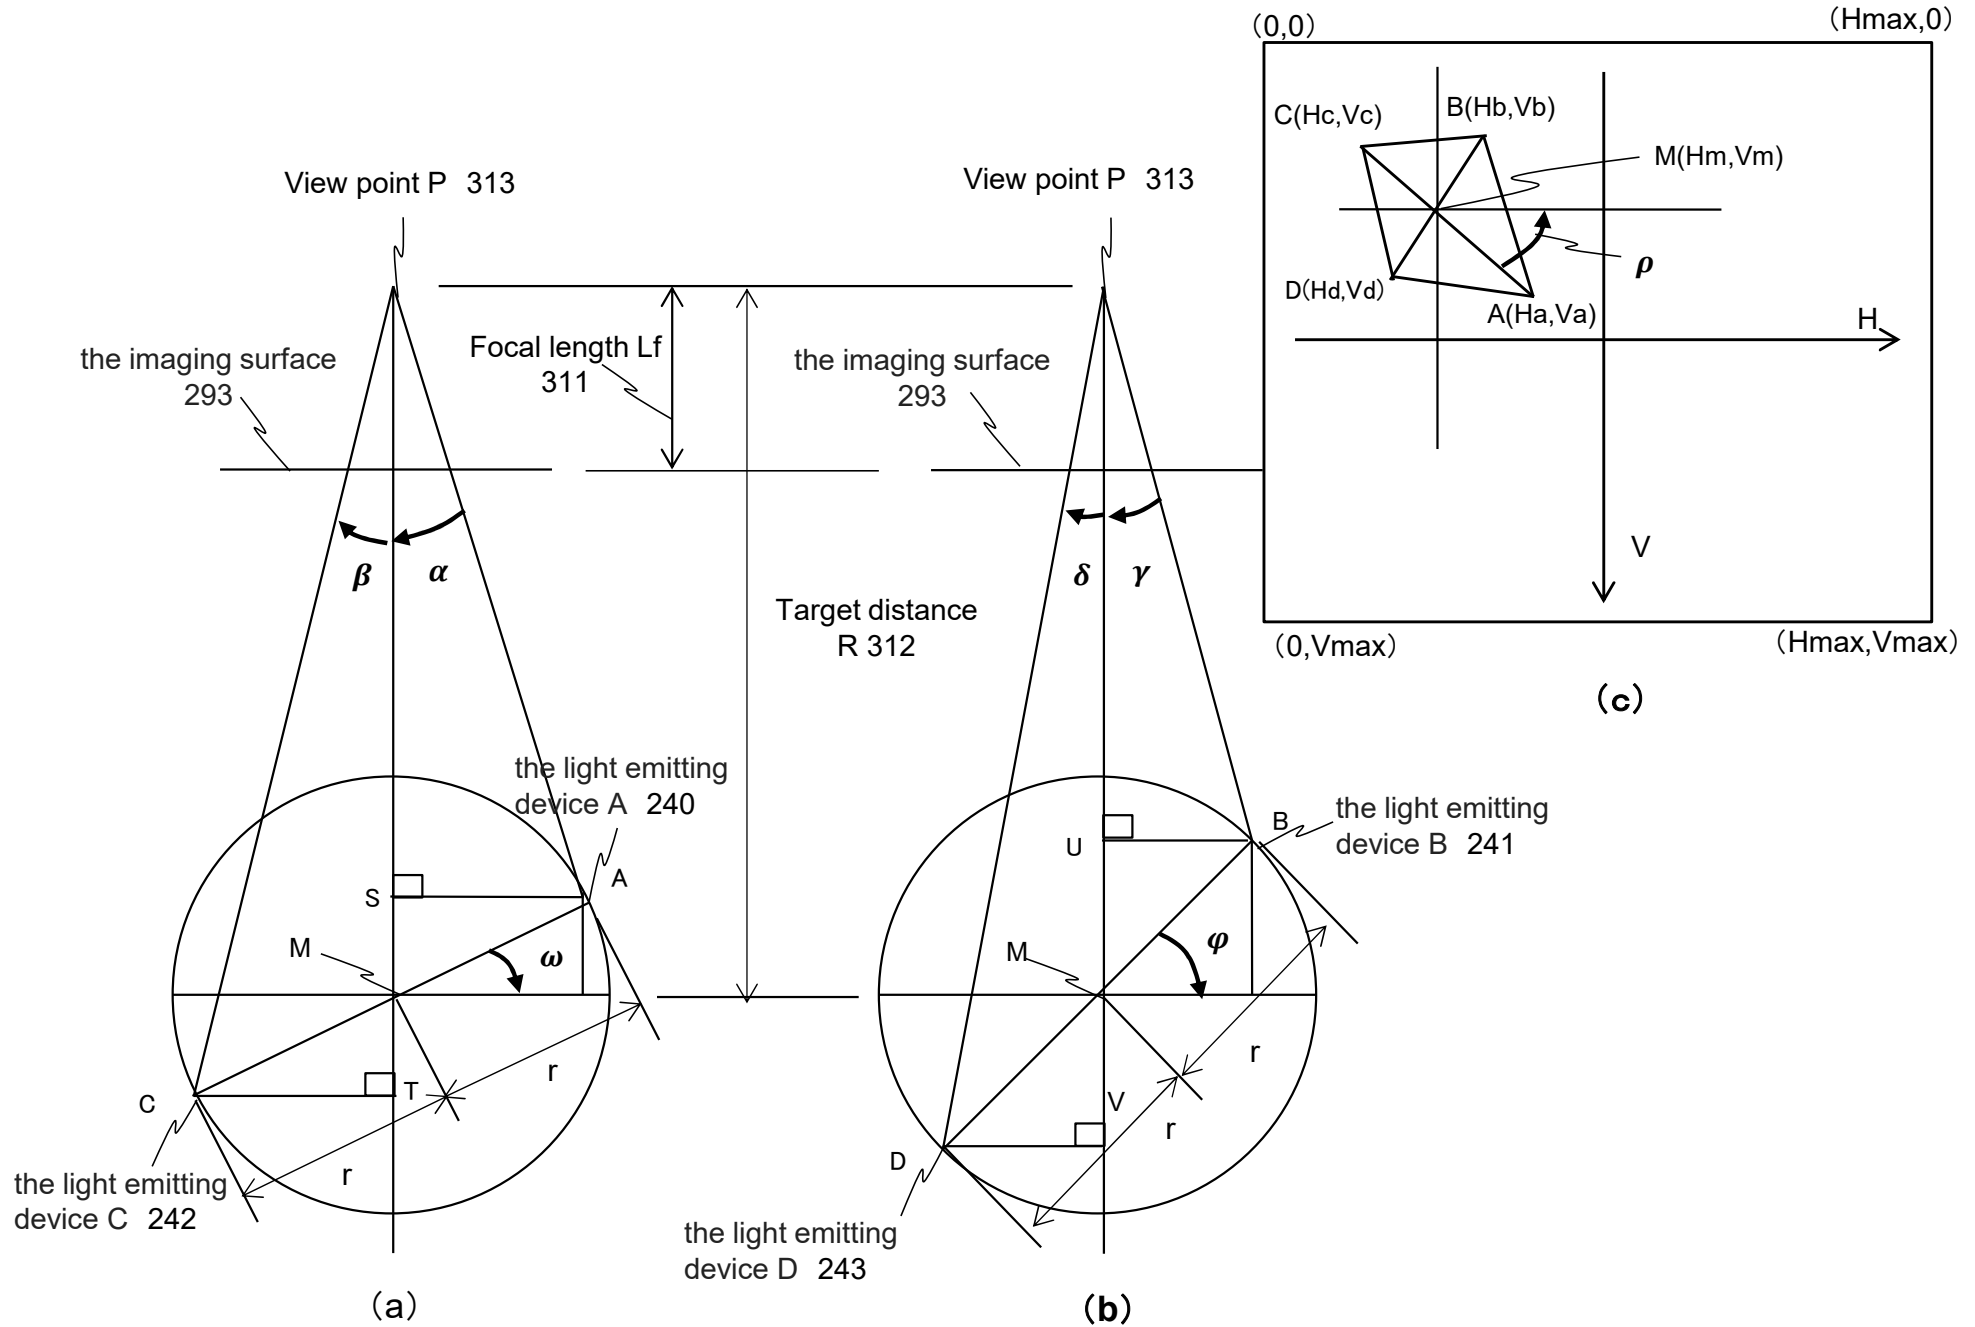 (0,0)
(Hmax,0)
C(Hc,Vc)
B(Hb,Vb)
M(Hm,Vm)
ρ
D(Hd,Vd)
A(Ha,Va)
H
V
(0,Vmax)
(Hmax,Vmax)
(c)
View point P 313
View point P 313
the imaging surface
293
Focal length Lf
311
the imaging surface
293
β
α
δ
γ
Target distance
R 312
the light emitting
device A 240
A
S
M
ω
T
r
C
r
the light emitting
device C 242
(a)
B
the light emitting
device B 241
U
M
φ
r
V
r
D
the light emitting
device D 243
(b)